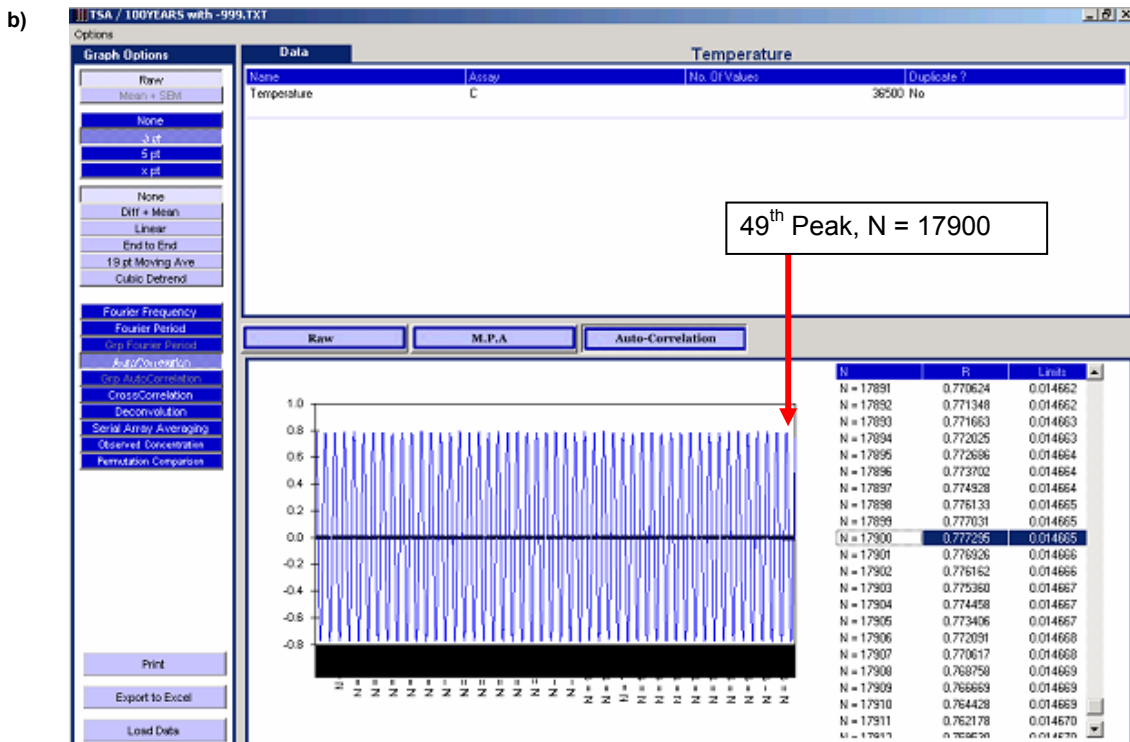 b)
TSA / 100YEARS with -999.TXT
Options
Graph Options
Raw
Mean + SEM
None
3 pt
5 pt
x pt
None
Diff + Mean
Linear
End to End
19 pt Moving Ave
Cubic Detrend
Fourier Frequency
Fourier Period
Grp Fourier Period
AutoCorrelation
Grp AutoCorrelation
CrossCorrelation
Deconvolution
Serial Array Averaging
Observed Concentration
Permutation Comparison
Print
Export to Excel
Load Data
Data
Temperature
Name Assay No. Of Values Duplicate ?
Temperature C 36500 No
49th Peak, N = 17900
Raw M.P.A Auto-Correlation
1.0
0.8
0.6
0.4
0.2
0.0
-0.2
-0.4
-0.6
-0.8
N R Limits
N = 17891 0.770624 0.014662
N = 17892 0.771348 0.014662
N = 17893 0.771663 0.014663
N = 17894 0.772025 0.014663
N = 17895 0.772686 0.014664
N = 17896 0.773702 0.014664
N = 17897 0.774928 0.014664
N = 17898 0.776133 0.014665
N = 17899 0.777031 0.014665
N = 17900 0.777295 0.014665
N = 17901 0.776926 0.014666
N = 17902 0.776162 0.014666
N = 17903 0.775360 0.014667
N = 17904 0.774458 0.014667
N = 17905 0.773406 0.014667
N = 17906 0.772091 0.014668
N = 17907 0.770617 0.014668
N = 17908 0.768758 0.014669
N = 17909 0.766669 0.014669
N = 17910 0.764428 0.014669
N = 17911 0.762178 0.014670